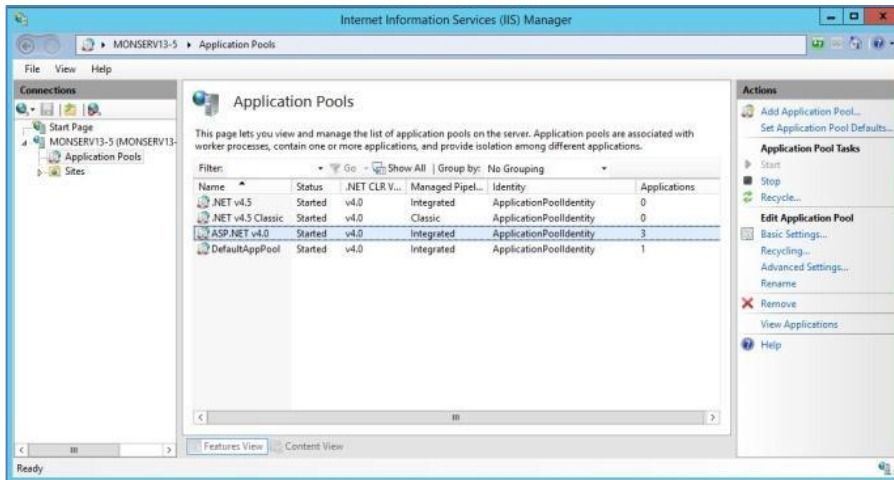 Internet Information Services (IIS) Manager
MONSERV13-5 Application Pools
File View Help
Connections
Start Page
MONSERV13-5 (MONSERV13-
Application Pools
Sites
Application Pools
This page lets you view and manage the list of application pools on the server. Application pools are associated with
worker processes, contain one or more applications, and provide isolation among different applications.
Filter: Go Show All Group by: No Grouping
Name Status .NET CLR V... Managed Pipel... Identity Applications
.NET v4.5 Started v4.0 Integrated ApplicationPoolIdentity 0
.NET v4.5 Classic Started v4.0 Classic ApplicationPoolIdentity 0
ASP.NET v4.0 Started v4.0 Integrated ApplicationPoolIdentity 3
DefaultAppPool Started v4.0 Integrated ApplicationPoolIdentity 1
Features View Content View
Actions
Add Application Pool...
Set Application Pool Defaults...
Application Pool Tasks
Start
Stop
Recycle...
Edit Application Pool
Basic Settings...
Recycling...
Advanced Settings...
Rename
Remove
View Applications
Help
Ready